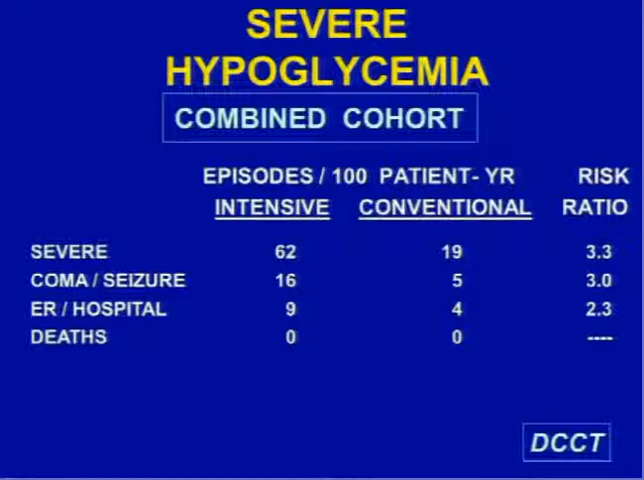 SEVERE
HYPOGLYCEMIA
COMBINED COHORT
EPISODES / 100 PATIENT- YR RISK
INTENSIVE CONVENTIONAL RATIO
SEVERE 62 19 3.3
COMA / SEIZURE 16 5 3.0
ER / HOSPITAL 9 4 2.3
DEATHS 0 0 ----
DCCT